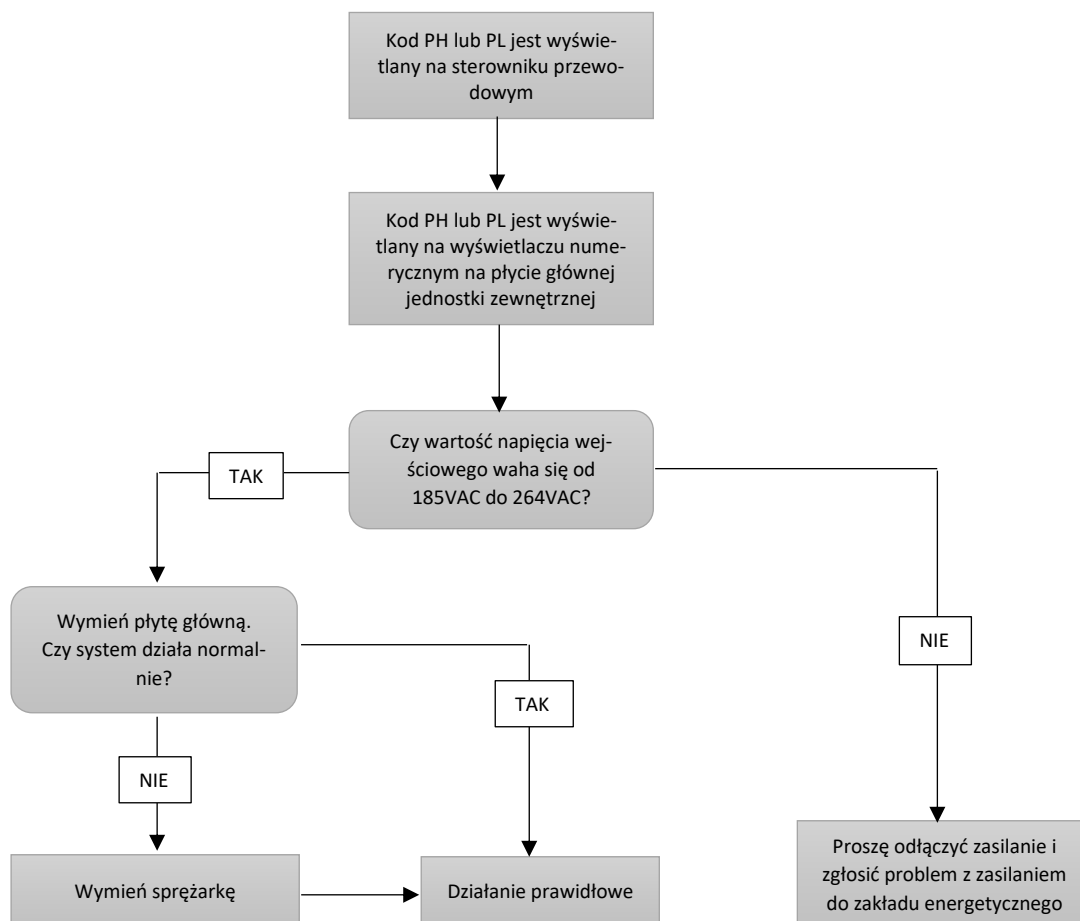 Kod PH lub PL jest wyświe-
tlany na sterowniku przewo-
dowym
Kod PH lub PL jest wyświe-
tlany na wyświetlaczu nume-
rycznym na płycie głównej
jednostki zewnętrznej
Czy wartość napięcia wej-
ściowego waha się od
185VAC do 264VAC?
TAK
Wymień płytę główną.
Czy system działa normal-
nie?
NIE
TAK
NIE
Wymień sprężarkę
Działanie prawidłowe
Proszę odłączyć zasilanie i
zgłosić problem z zasilaniem
do zakładu energetycznego